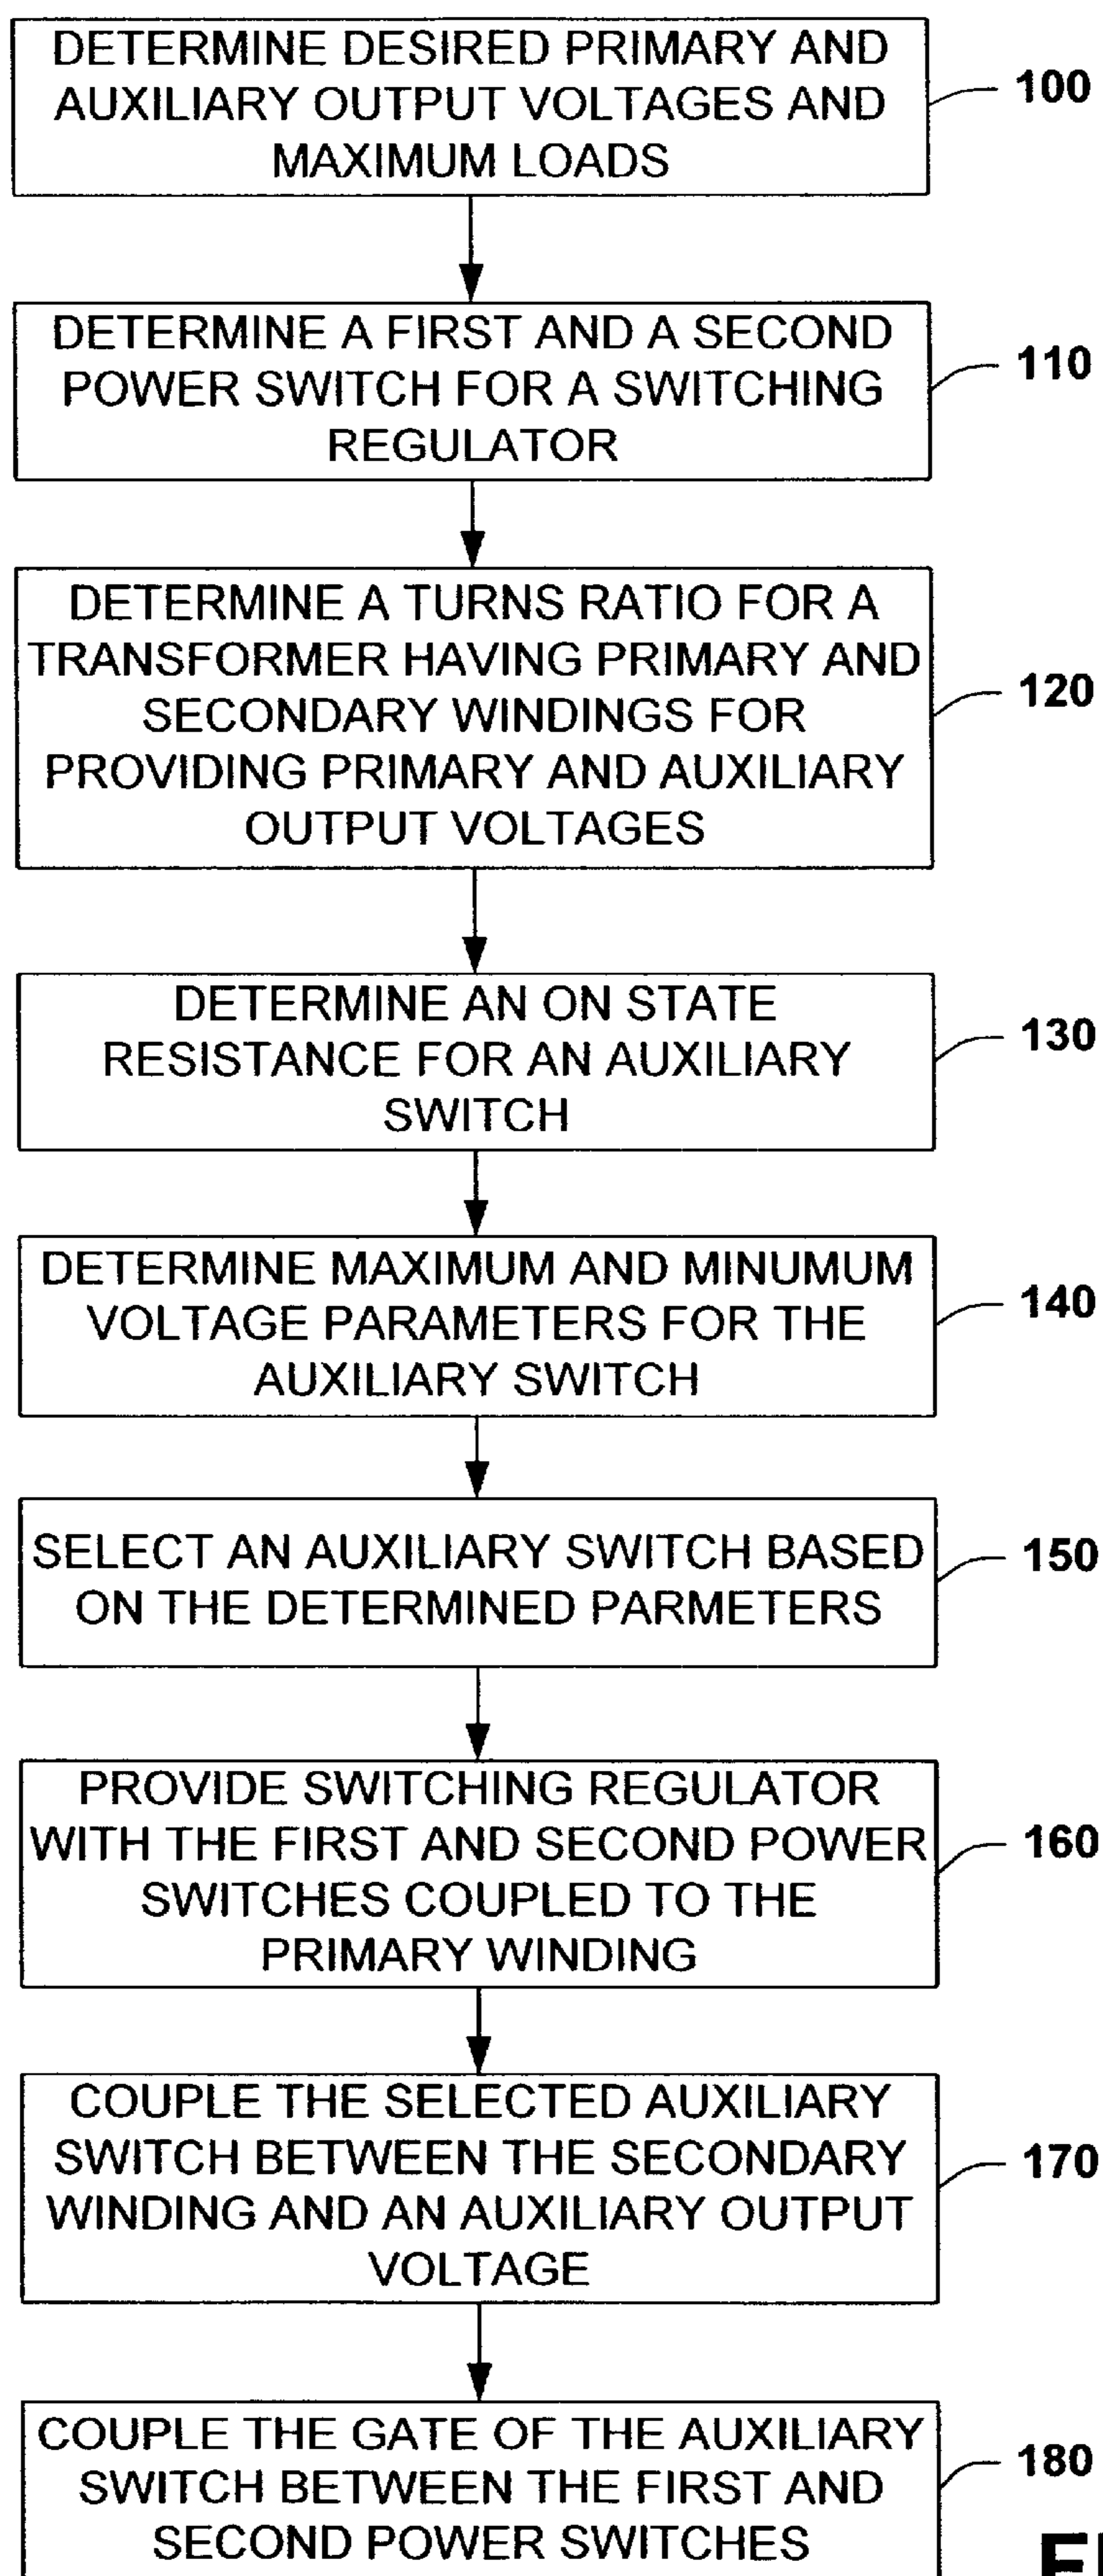 DETERMINE DESIRED PRIMARY AND
AUXILIARY OUTPUT VOLTAGES AND
MAXIMUM LOADS
100
DETERMINE A FIRST AND A SECOND
POWER SWITCH FOR A SWITCHING
REGULATOR
110
DETERMINE A TURNS RATIO FOR A
TRANSFORMER HAVING PRIMARY AND
SECONDARY WINDINGS FOR
PROVIDING PRIMARY AND AUXILIARY
OUTPUT VOLTAGES
120
DETERMINE AN ON STATE
RESISTANCE FOR AN AUXILIARY
SWITCH
130
DETERMINE MAXIMUM AND MINUMUM
VOLTAGE PARAMETERS FOR THE
AUXILIARY SWITCH
140
SELECT AN AUXILIARY SWITCH BASED
ON THE DETERMINED PARMETERS
150
PROVIDE SWITCHING REGULATOR
WITH THE FIRST AND SECOND POWER
SWITCHES COUPLED TO THE
PRIMARY WINDING
160
COUPLE THE SELECTED AUXILIARY
SWITCH BETWEEN THE SECONDARY
WINDING AND AN AUXILIARY OUTPUT
VOLTAGE
170
COUPLE THE GATE OF THE AUXILIARY
SWITCH BETWEEN THE FIRST AND
SECOND POWER SWITCHES
180